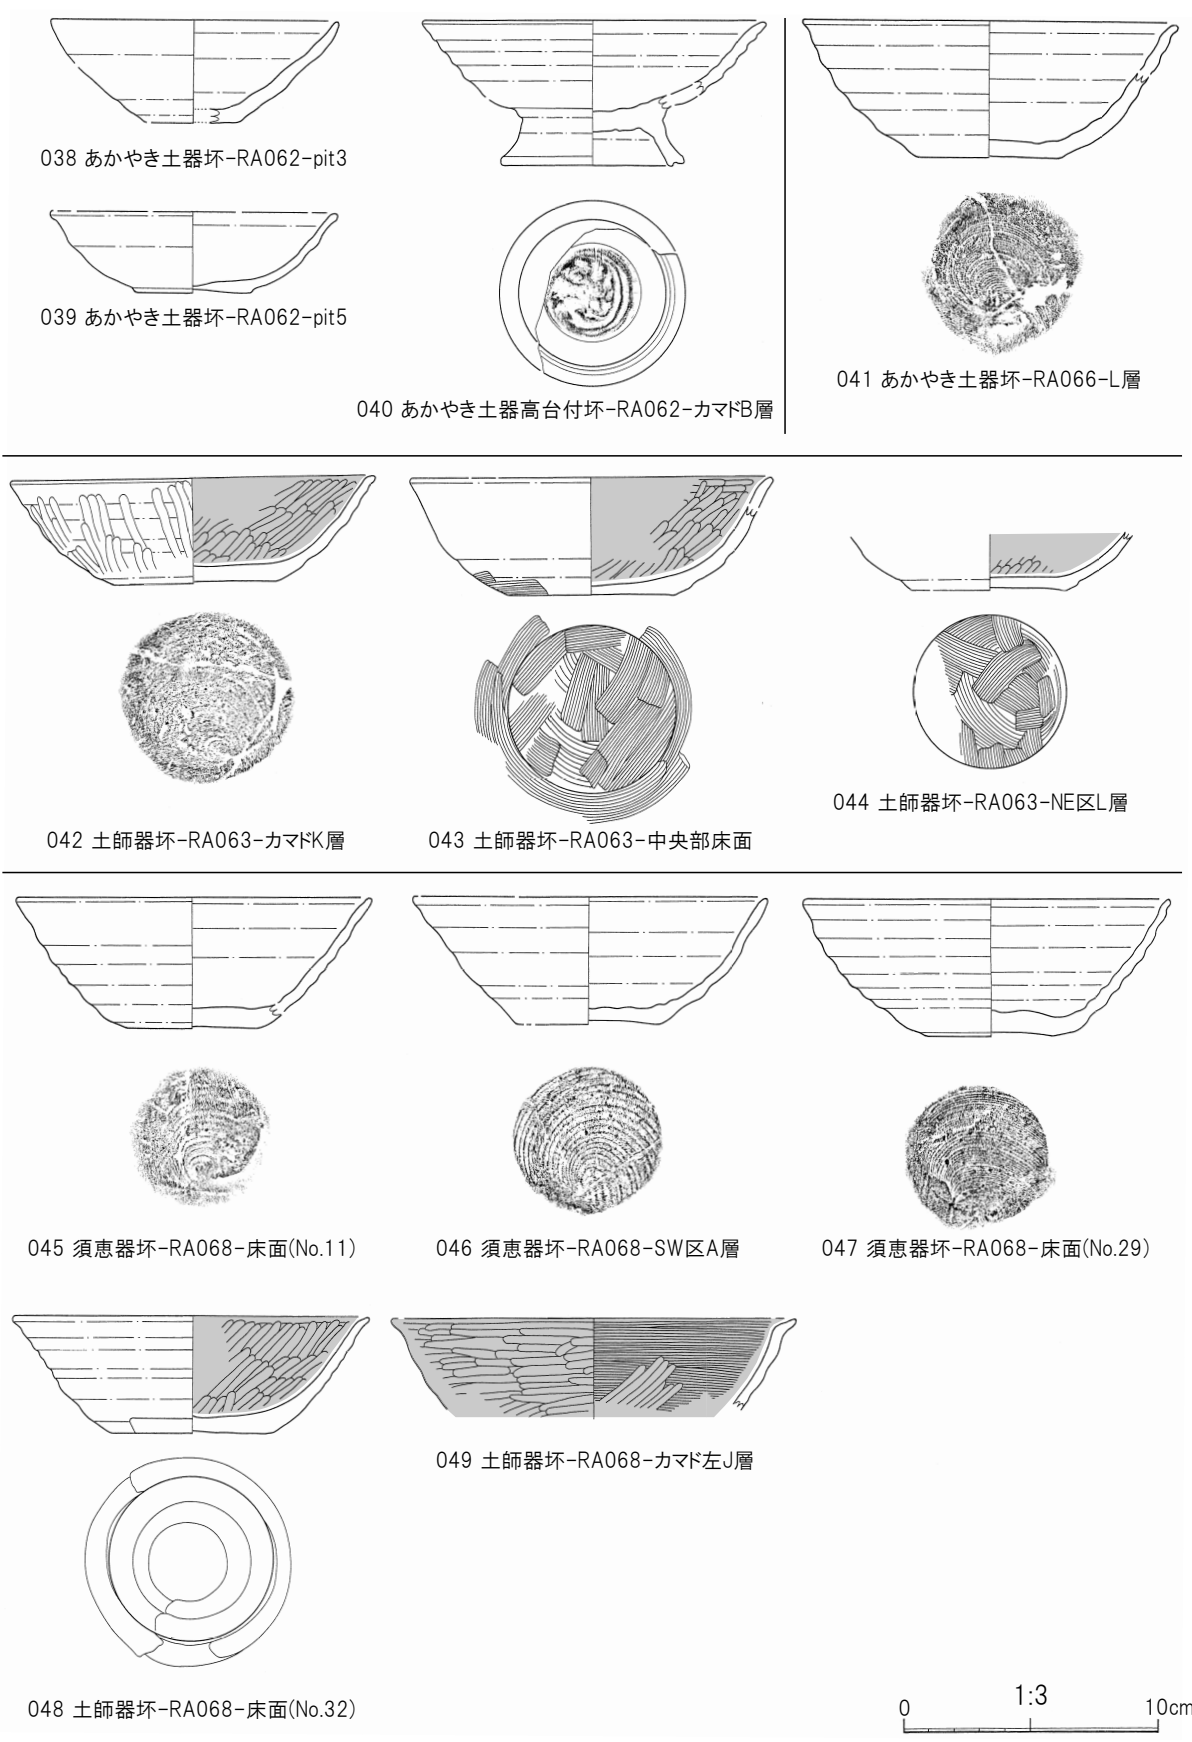 038 あかやき土器坏-RA062-pit3
039 あかやき土器坏-RA062-pit5
040 あかやき土器高台付坏-RA062-カマドB層
041 あかやき土器坏-RA066-L層
042 土師器坏-RA063-カマドK層
043 土師器坏-RA063-中央部床面
044 土師器坏-RA063-NE区L層
045 須恵器坏-RA068-床面(No.11)
046 須恵器坏-RA068-SW区A層
047 須恵器坏-RA068-床面(No.29)
048 土師器坏-RA068-床面(No.32)
049 土師器坏-RA068-カマド左J層
1:3
0 10cm